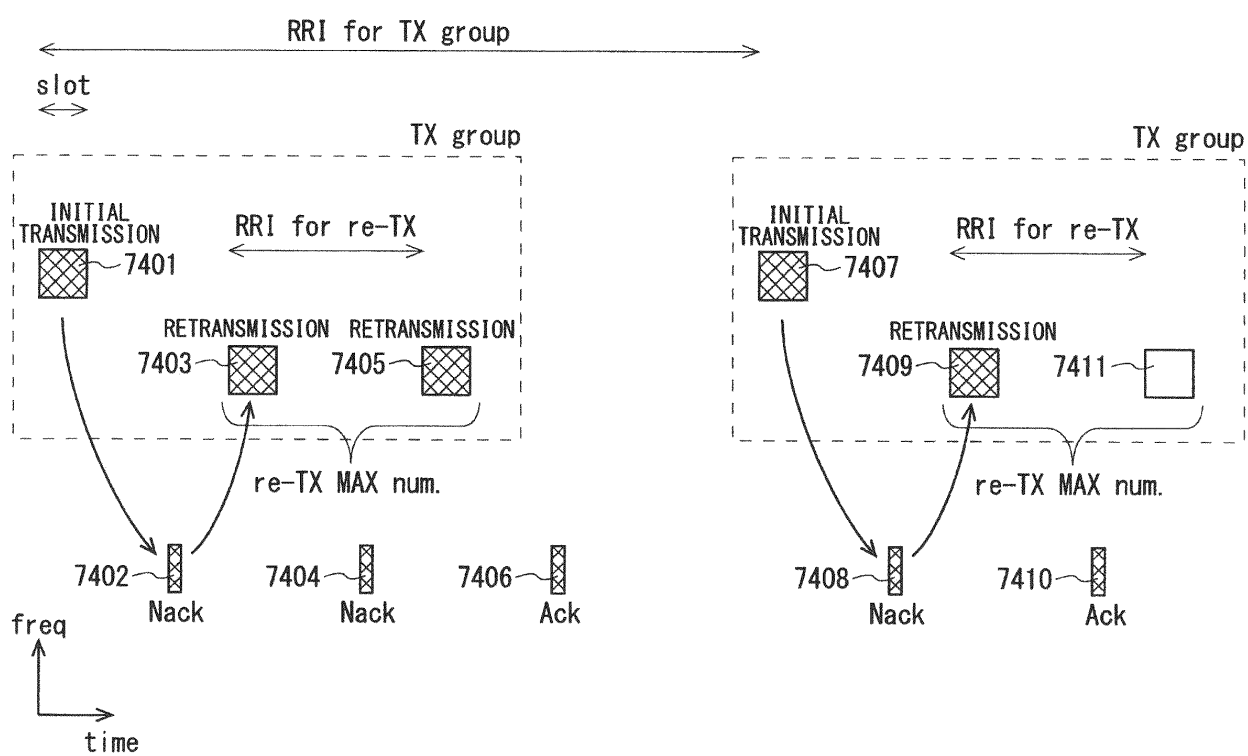 RRI for TX group
slot
TX group
TX group
INITIAL
TRANSMISSION
7401
RRI for re-TX
INITIAL
TRANSMISSION
7407
RRI for re-TX
RETRANSMISSION
RETRANSMISSION
7403
7405
RETRANSMISSION
7409
7411
re-TX MAX num.
re-TX MAX num.
7402
7404
7406
7408
7410
Nack
Nack
Ack
Nack
Ack
freq
time